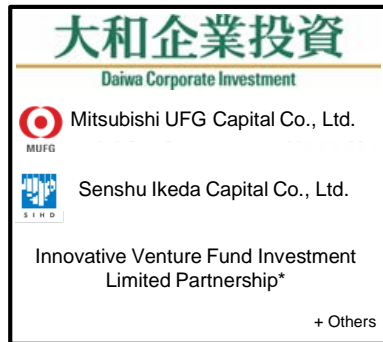 大和企業投資
Daiwa Corporate Investment
Mitsubishi UFG Capital Co., Ltd.
MUFG
Senshu Ikeda Capital Co., Ltd.
SIHD
Innovative Venture Fund Investment
Limited Partnership*
+ Others